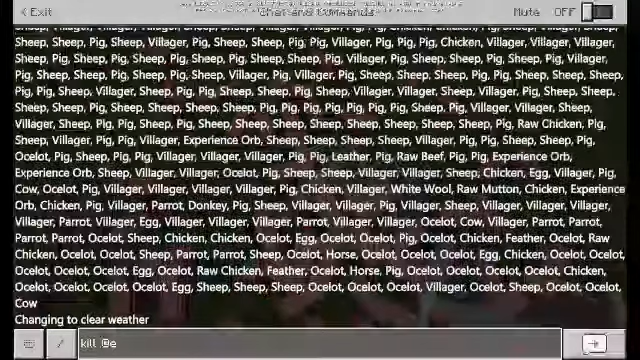 < Exit
Chat and Commands
Mute OFF
Sheep, Sheep, Pig, Sheep, Villager, Pig, Sheep, Sheep, Pig, Pig, Villager, Pig, Pig, Pig, Chicken, Villager, Villager, Villager,
Sheep, Pig, Sheep, Pig, Sheep, Pig, Sheep, Villager, Pig, Sheep, Villager, Sheep, Pig, Sheep, Pig, Sheep, Pig, Sheep,
Pig, Sheep, Pig, Sheep, Sheep, Pig, Sheep, Villager, Pig, Villager, Pig, Sheep, Sheep, Sheep, Pig, Sheep, Sheep, Sheep,
Pig, Pig, Sheep, Villager, Pig, Sheep, Pig, Sheep, Sheep, Sheep, Villager, Villager, Sheep, Villager, Pig, Sheep,
Sheep, Sheep, Pig, Sheep, Sheep, Sheep, Sheep, Pig, Pig, Pig, Pig, Pig, Sheep, Pig, Villager, Villager, Sheep,
Villager, Sheep, Pig, Pig, Sheep, Pig, Sheep, Sheep, Sheep, Sheep, Sheep, Sheep, Sheep, Sheep, Pig, Raw Chicken, Pig,
Sheep, Villager, Pig, Pig, Villager, Experience Orb, Sheep, Sheep, Sheep, Villager, Pig, Pig, Sheep, Sheep, Pig,
Ocelot, Pig, Sheep, Pig, Pig, Villager, Villager, Villager, Pig, Pig, Leather, Pig, Raw Beef, Pig, Pig, Experience Orb,
Experience Orb, Sheep, Villager, Villager, Ocelot, Pig, Sheep, Sheep, Villager, Villager, Sheep, Chicken, Egg, Villager, Pig,
Cow, Ocelot, Pig, Villager, Villager, Villager, Villager, Pig, Chicken, Villager, White Wool, Raw Mutton, Chicken, Experience
Orb, Chicken, Pig, Villager, Parrot, Donkey, Pig, Sheep, Villager, Villager, Pig, Villager, Sheep, Villager, Villager,
Villager, Parrot, Villager, Egg, Villager, Villager, Villager, Parrot, Villager, Villager, Ocelot, Cow, Villager, Parrot, Parrot,
Parrot, Parrot, Ocelot, Sheep, Chicken, Chicken, Ocelot, Egg, Ocelot, Ocelot, Pig, Ocelot, Chicken, Feather, Ocelot, Raw
Chicken, Ocelot, Ocelot, Sheep, Parrot, Parrot, Sheep, Ocelot, Horse, Ocelot, Ocelot, Ocelot, Egg, Chicken, Ocelot, Ocelot,
Ocelot, Ocelot, Ocelot, Egg, Ocelot, Raw Chicken, Feather, Ocelot, Horse, Pig, Ocelot, Ocelot, Ocelot, Ocelot, Chicken,
Ocelot, Ocelot, Ocelot, Ocelot, Egg, Sheep, Sheep, Sheep, Ocelot, Ocelot, Ocelot, Villager, Ocelot, Sheep, Ocelot, Ocelot,
Cow
Changing to clear weather
kill @e